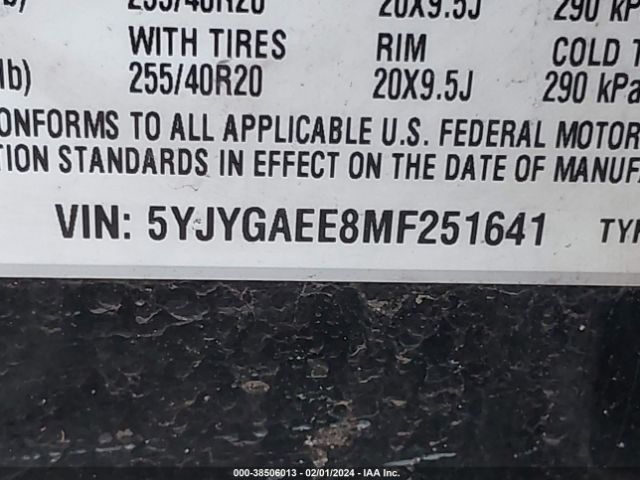 255/40R20 20X9.5J 290 kP
WITH TIRES RIM COLD T
lb) 255/40R20 20X9.5J 290 kPa
ONFORMS TO ALL APPLICABLE U.S. FEDERAL MOTOR
TION STANDARDS IN EFFECT ON THE DATE OF MANUF
VIN: 5YJYGAEE8MF251641 TYP
000-38506013 - 02/01/2024 - IAA Inc.